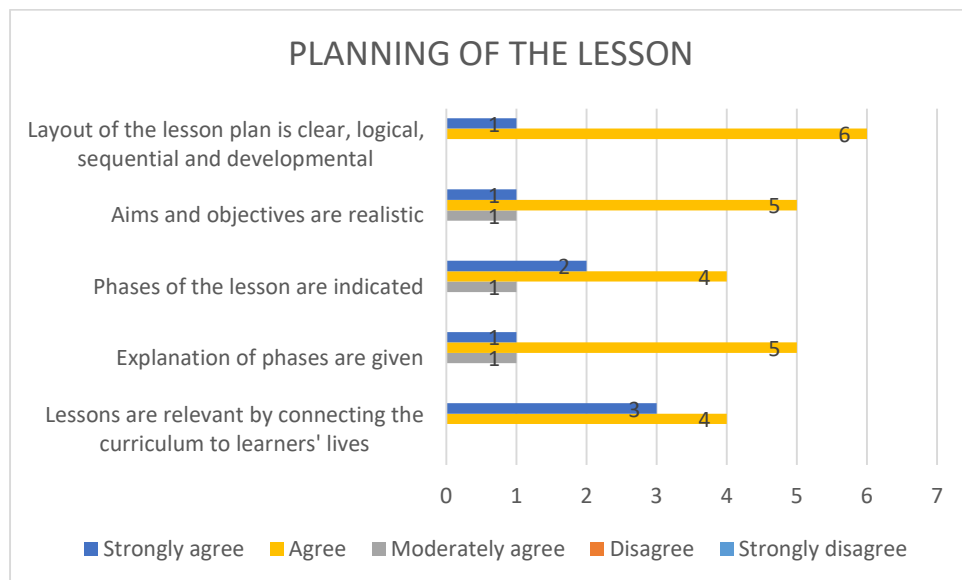 PLANNING OF THE LESSON
Layout of the lesson plan is clear, logical,
sequential and developmental
1
6
Aims and objectives are realistic
1
5
1
Phases of the lesson are indicated
2
4
1
Explanation of phases are given
1
5
1
Lessons are relevant by connecting the
curriculum to learners' lives
3
4
0 1 2 3 4 5 6 7
Strongly agree Agree Moderately agree Disagree Strongly disagree